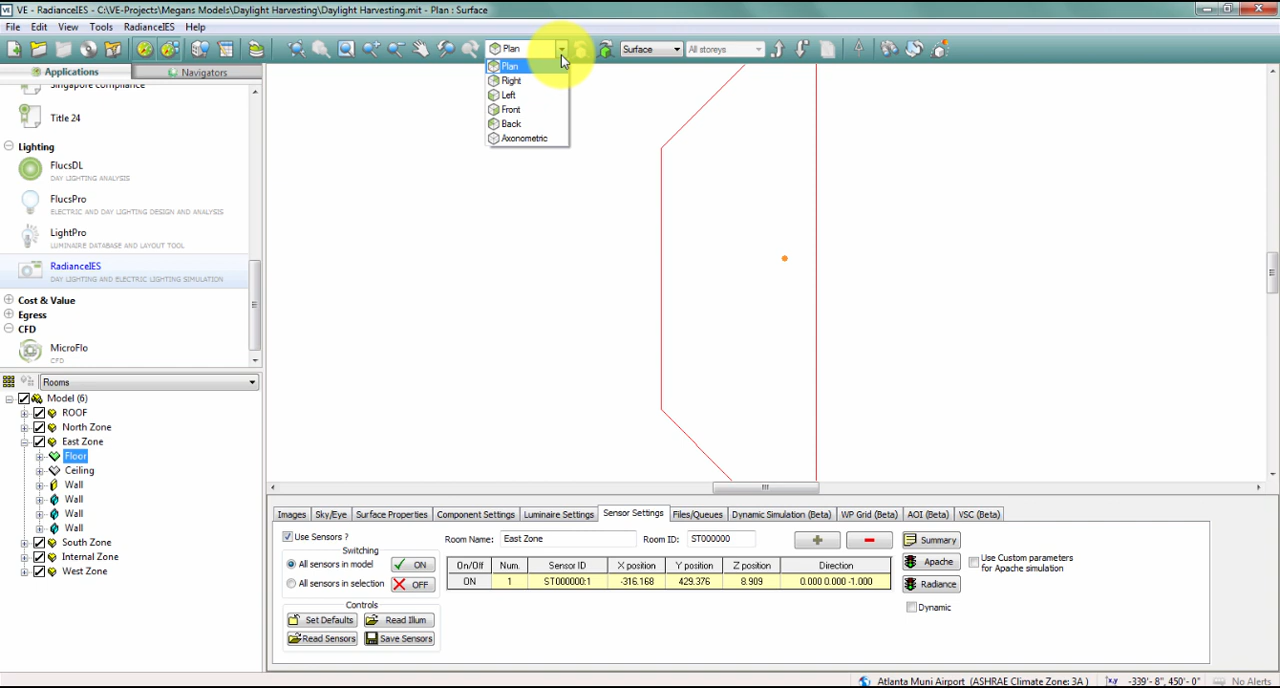 VE - RadianceIES - C:\VE-Projects\Megans Models\Daylight Harvesting\Daylight Harvesting.mit - Plan : Surface
File Edit View Tools RadianceIES Help
Plan Surface All storeys
Plan
Right
Left
Front
Back
Axonometric
Applications Navigators
Singapore compliance
Title 24
Lighting
FlucsDL
DAY LIGHTING ANALYSIS
FlucsPro
ELECTRIC AND DAY LIGHTING DESIGN AND ANALYSIS
LightPro
LUMINAIRE DATABASE AND LAYOUT TOOL
RadianceIES
DAY LIGHTING AND ELECTRIC LIGHTING SIMULATION
Cost & Value
Egress
CFD
MicroFlo
CFD
Rooms
Model (6)
ROOF
North Zone
East Zone
Floor
Ceiling
Wall
Wall
Wall
Wall
South Zone
Internal Zone
West Zone
Images Sky/Eye Surface Properties Component Settings Luminaire Settings Sensor Settings Files/Queues Dynamic Simulation (Beta) WP Grid (Beta) AOI (Beta) VSC (Beta)
Use Sensors ?
Switching
All sensors in model ON
All sensors in selection OFF
Controls
Set Defaults Read Illum
Read Sensors Save Sensors
Room Name: East Zone Room ID: ST000000
On/Off Num. Sensor ID X position Y position Z position Direction
ON 1 ST000000:1 -316.168 429.376 8.909 0.000 0.000 -1.000
Summary
Apache
Radiance
Dynamic
Use Custom parameters
for Apache simulation
Atlanta Muni Airport (ASHRAE Climate Zone: 3A ) x,y -339'- 8", 450'- 0" No Alerts